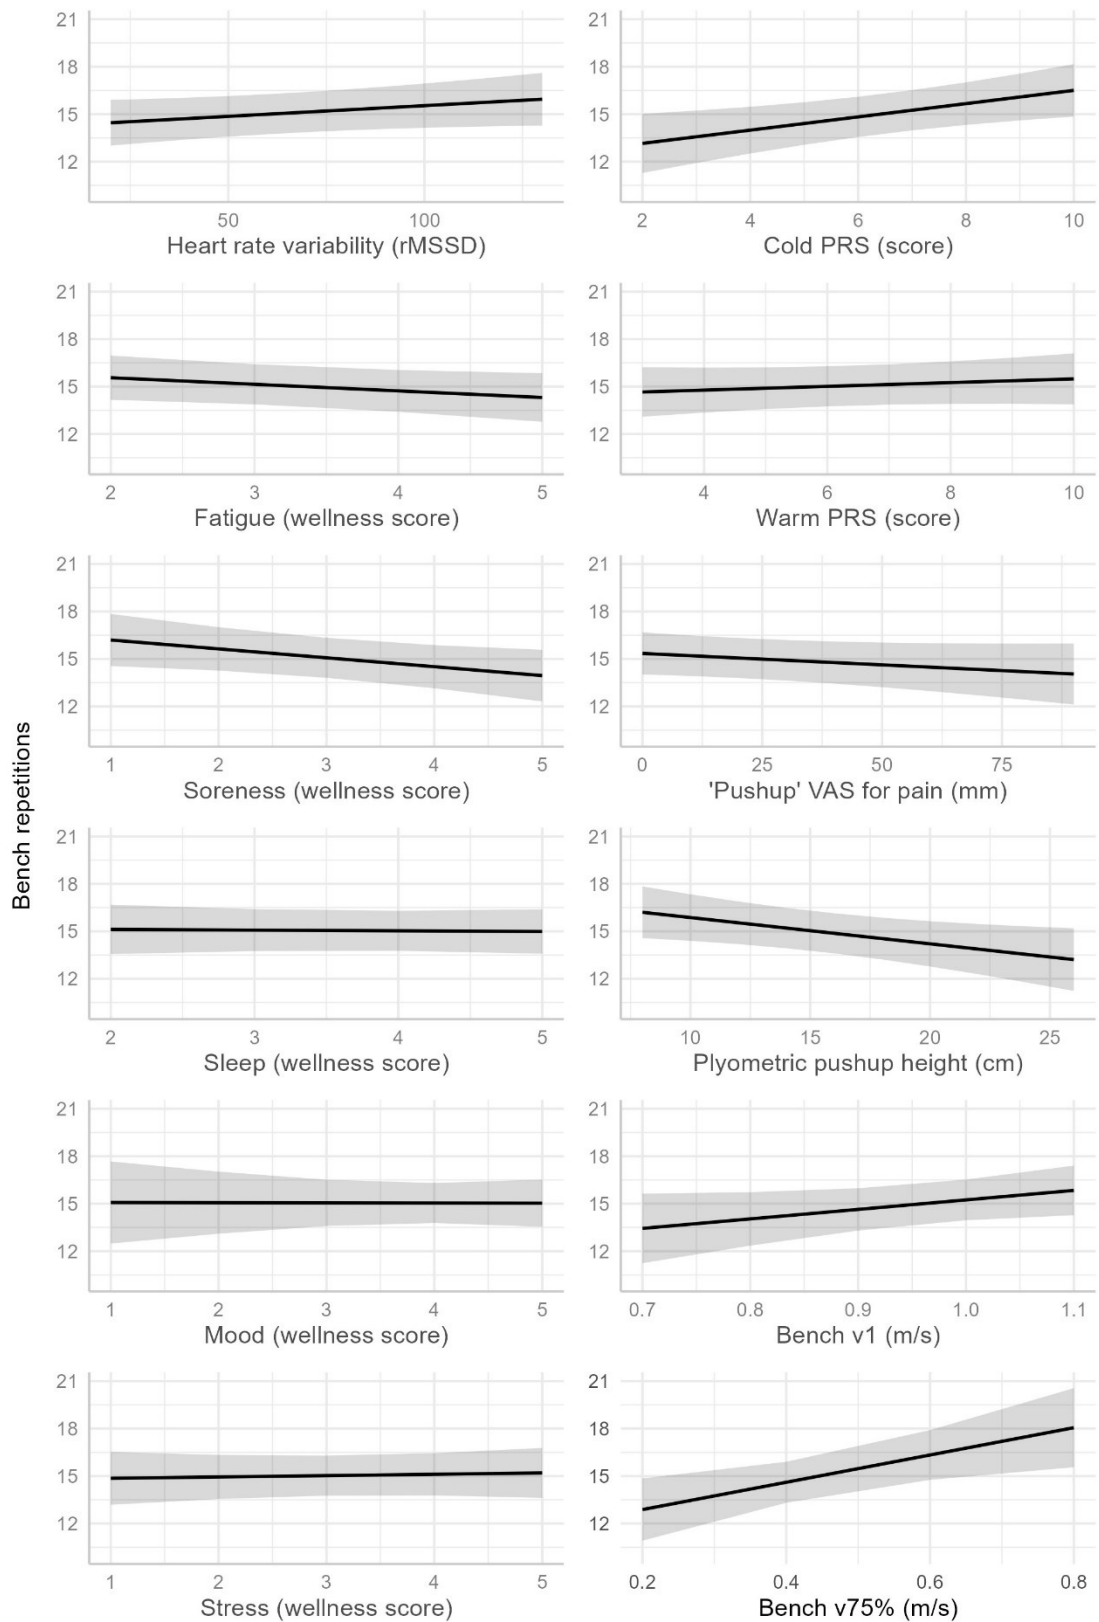 Bench repetitions
21
18
15
12
50 100
Heart rate variability (rMSSD)
21
18
15
12
2 4 6 8 10
Cold PRS (score)
21
18
15
12
2 3 4 5
Fatigue (wellness score)
21
18
15
12
4 6 8 10
Warm PRS (score)
21
18
15
12
1 2 3 4 5
Soreness (wellness score)
21
18
15
12
0 25 50 75
'Pushup' VAS for pain (mm)
21
18
15
12
2 3 4 5
Sleep (wellness score)
21
18
15
12
10 15 20 25
Plyometric pushup height (cm)
21
18
15
12
1 2 3 4 5
Mood (wellness score)
21
18
15
12
0.7 0.8 0.9 1.0 1.1
Bench v1 (m/s)
21
18
15
12
1 2 3 4 5
Stress (wellness score)
21
18
15
12
0.2 0.4 0.6 0.8
Bench v75% (m/s)